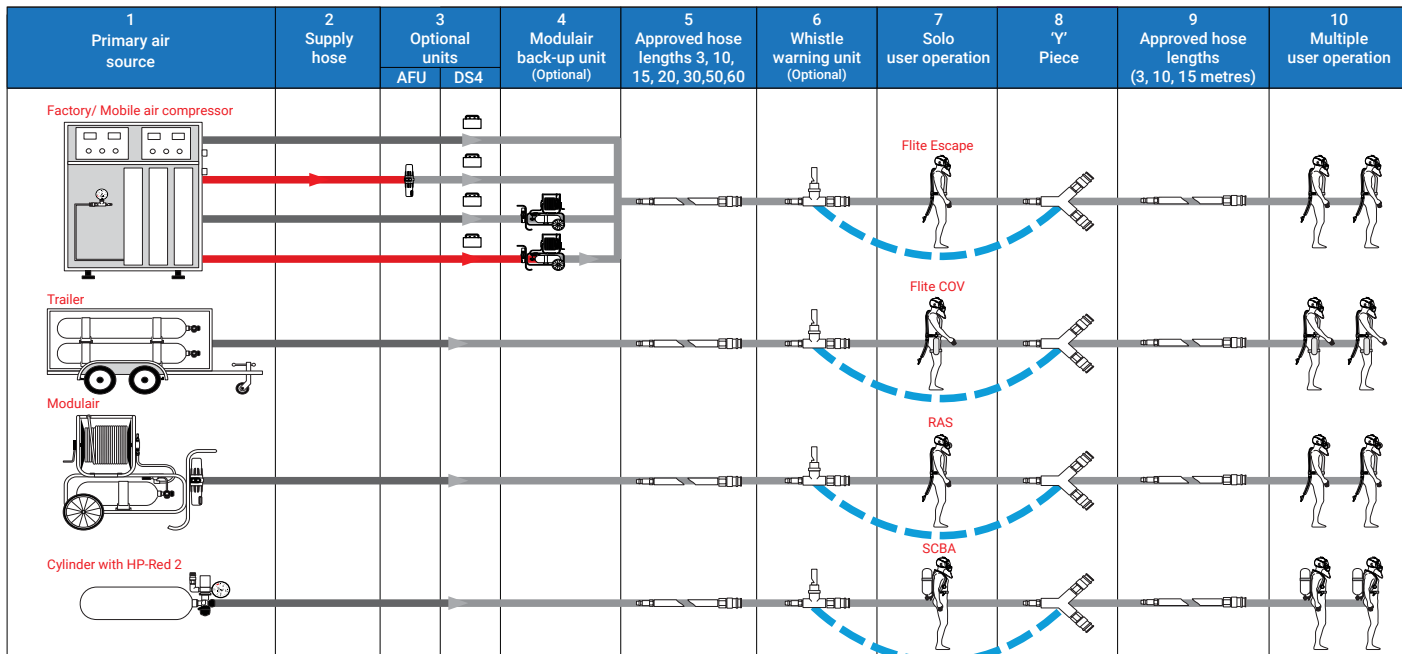 1
Primary air
source
2
Supply
hose
3
Optional
units
AFU
DS4
4
Modulair
back-up unit
(Optional)
5
Approved hose
lengths 3, 10,
15, 20, 30,50,60
6
Whistle
warning unit
(Optional)
7
Solo
user operation
8
‘Y’
Piece
9
Approved hose
lengths
(3, 10, 15 metres)
10
Multiple
user operation
Factory/ Mobile air compressor
Flite Escape
Trailer
Flite COV
Modulair
RAS
Cylinder with HP-Red 2
SCBA